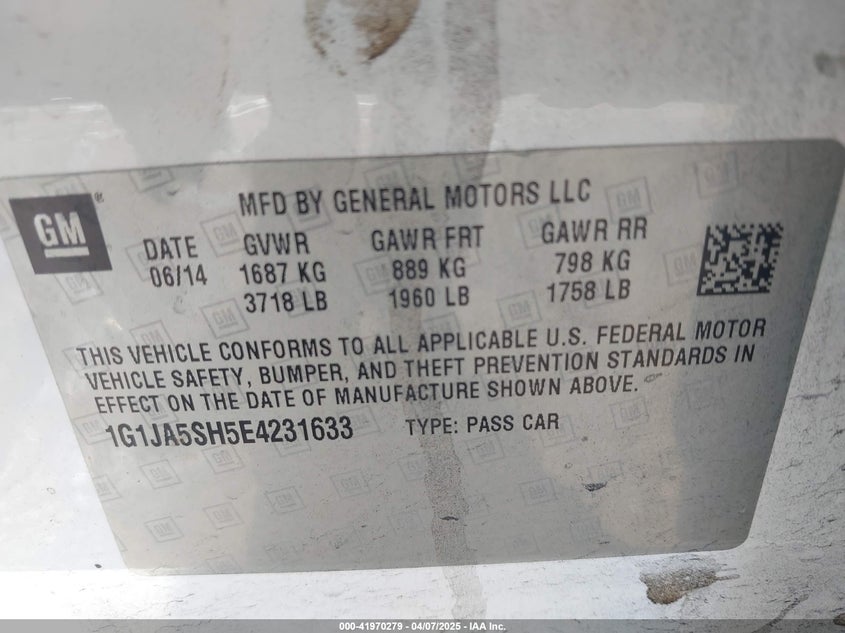 GM®
MFD BY GENERAL MOTORS LLC
DATE GVWR GAWR FRT GAWR RR
06/14 1687 KG 889 KG 798 KG
3718 LB 1960 LB 1758 LB
THIS VEHICLE CONFORMS TO ALL APPLICABLE U.S. FEDERAL MOTOR
VEHICLE SAFETY, BUMPER, AND THEFT PREVENTION STANDARDS IN
EFFECT ON THE DATE OF MANUFACTURE SHOWN ABOVE.
1G1JA5SH5E4231633 TYPE: PASS CAR
000-41970279 - 04/07/2025 - IAA Inc.